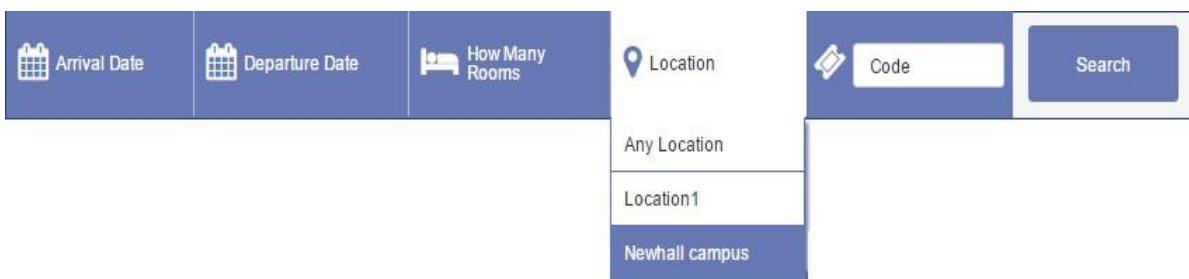 Arrival Date
Departure Date
How Many
Rooms
Location
Code
Search
Any Location
Location1
Newhall campus